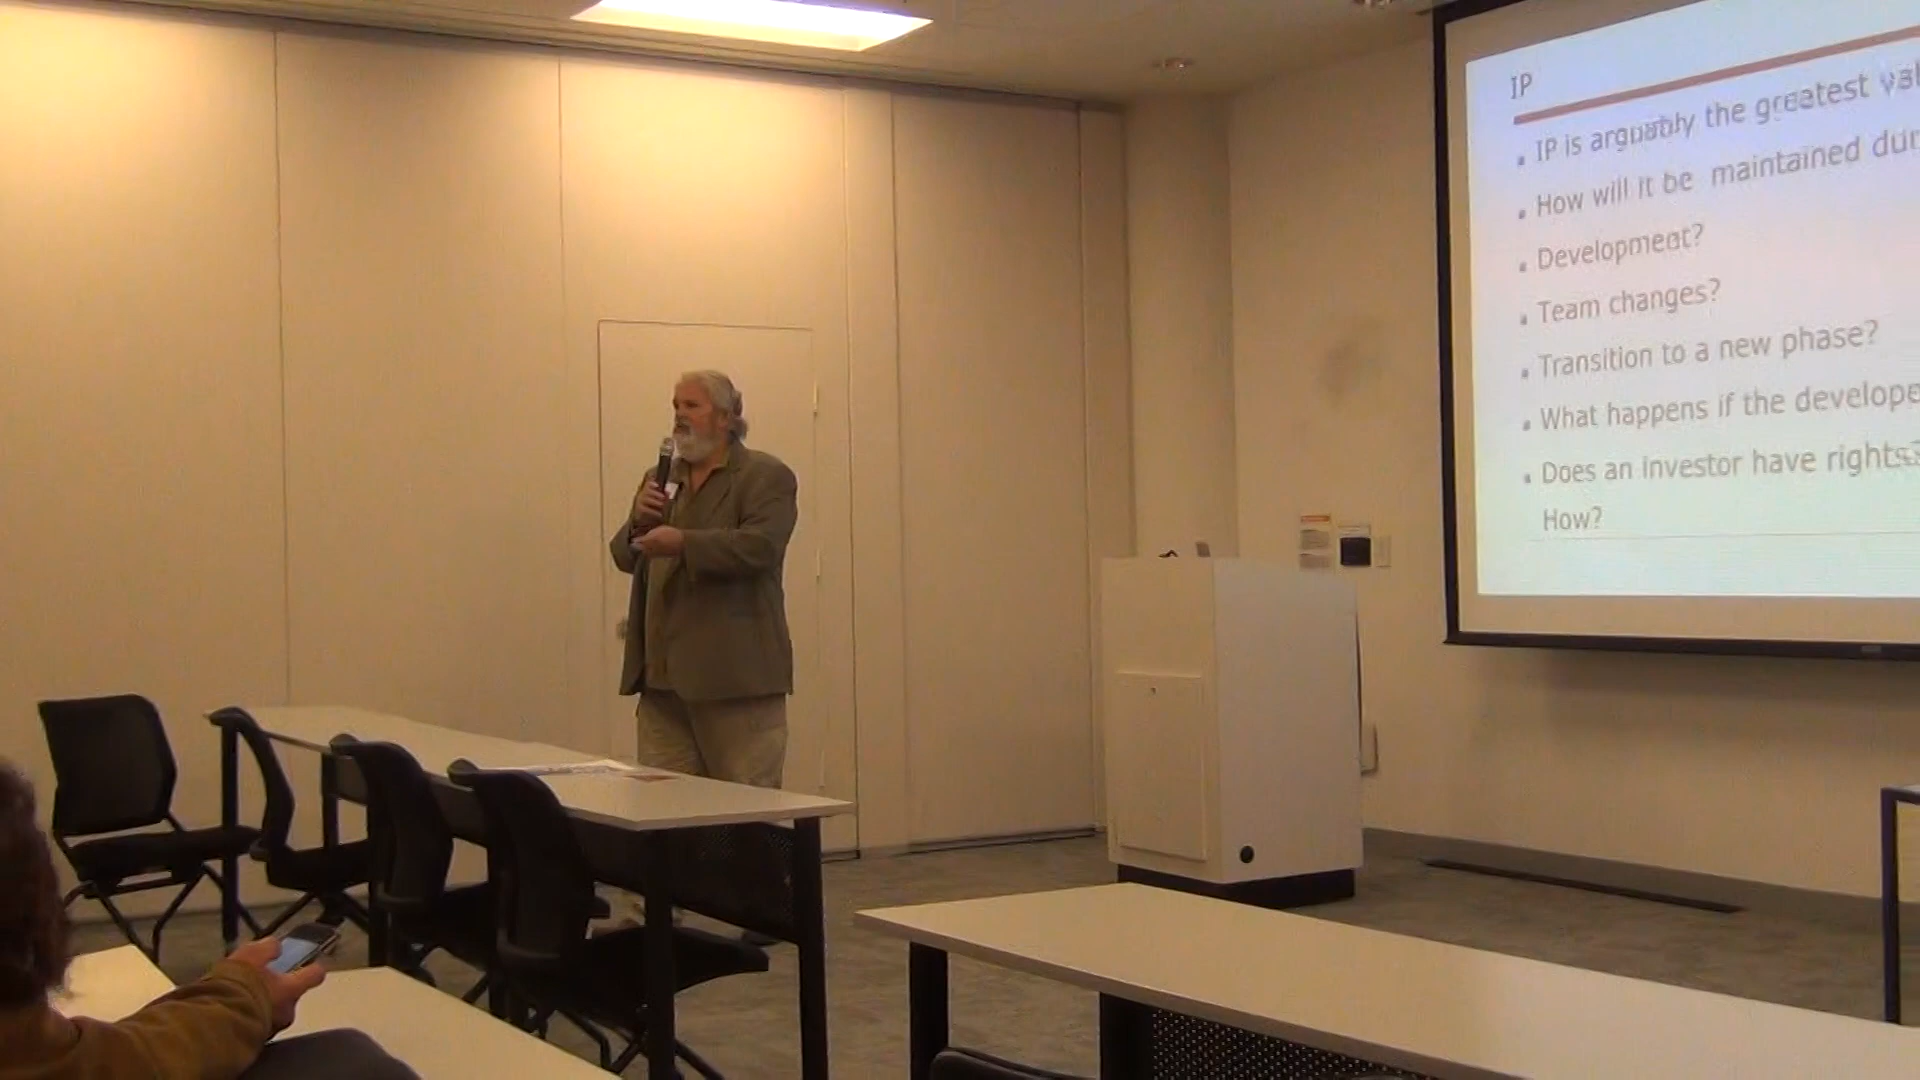 IP
IP is arguably the greatest
How will it be maintained
Development?
Team changes?
Transition to a new phase?
What happens if the
Does an investor have rights?
How?